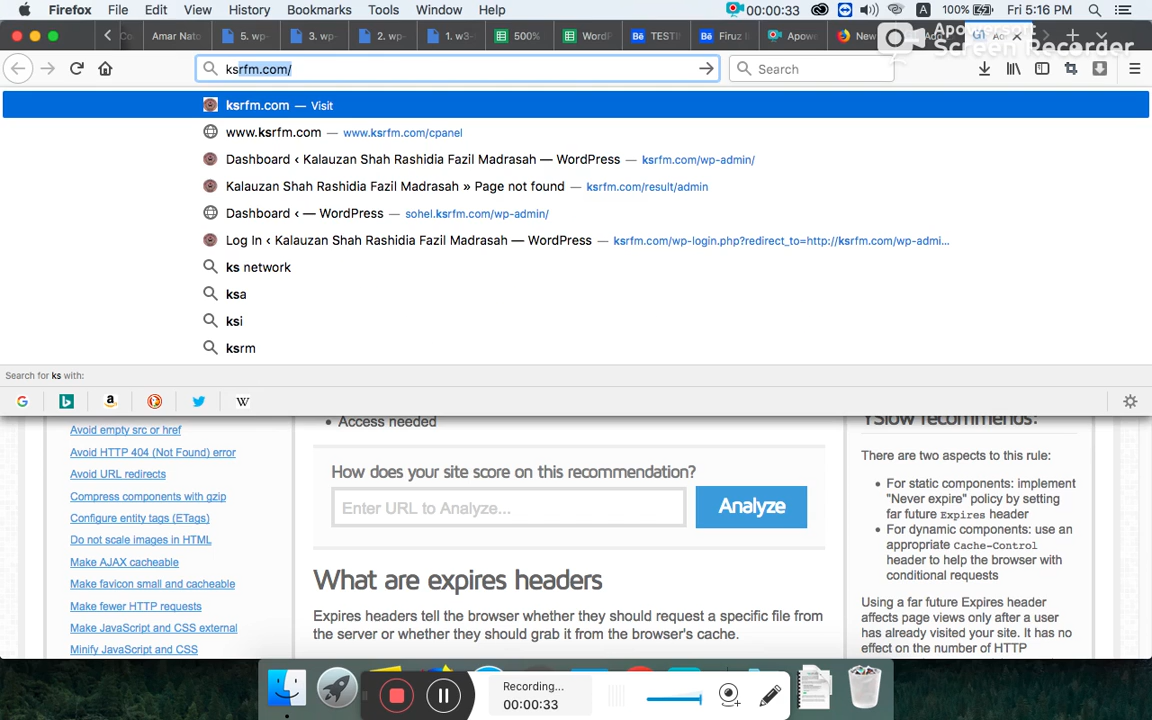 Firefox File Edit View History Bookmarks Tools Window Help 00:00:33 A 100% Fri 5:16 PM
Amar Nato 5. wp- 3. wp- 2. wp- 1. w3- 500% WordP TESTI Firuz I Apowe New
Apowersoft
Screen Recorder
ksrfm.com/ Search
ksrfm.com — Visit
www.ksrfm.com — www.ksrfm.com/cpanel
Dashboard ‹ Kalauzan Shah Rashidia Fazil Madrasah — WordPress — ksrfm.com/wp-admin/
Kalauzan Shah Rashidia Fazil Madrasah » Page not found — ksrfm.com/result/admin
Dashboard ‹ — WordPress — sohel.ksrfm.com/wp-admin/
Log In ‹ Kalauzan Shah Rashidia Fazil Madrasah — WordPress — ksrfm.com/wp-login.php?redirect_to=http://ksrfm.com/wp-admi...
ks network
ksa
ksi
ksrm
Search for ks with:
G b a W
Avoid empty src or href
Avoid HTTP 404 (Not Found) error
Avoid URL redirects
Compress components with gzip
Configure entity tags (ETags)
Do not scale images in HTML
Make AJAX cacheable
Make favicon small and cacheable
Make fewer HTTP requests
Make JavaScript and CSS external
Minify JavaScript and CSS
Access needed
How does your site score on this recommendation?
Enter URL to Analyze... Analyze
What are expires headers
Expires headers tell the browser whether they should request a specific file from
the server or whether they should grab it from the browser's cache.
YSlow recommends:
There are two aspects to this rule:
For static components: implement
"Never expire" policy by setting
far future Expires header
For dynamic components: use an
appropriate Cache-Control
header to help the browser with
conditional requests
Using a far future Expires header
affects page views only after a user
has already visited your site. It has no
effect on the number of HTTP
Recording...
00:00:33